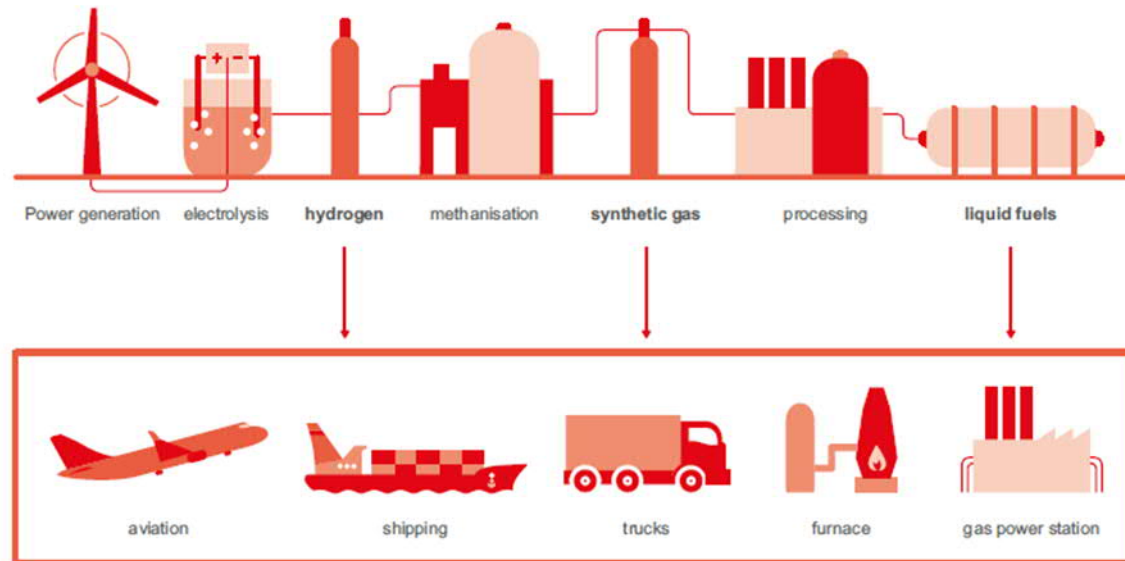 Power generation electrolysis hydrogen methanisation synthetic gas processing liquid fuels
aviation shipping trucks furnace gas power station